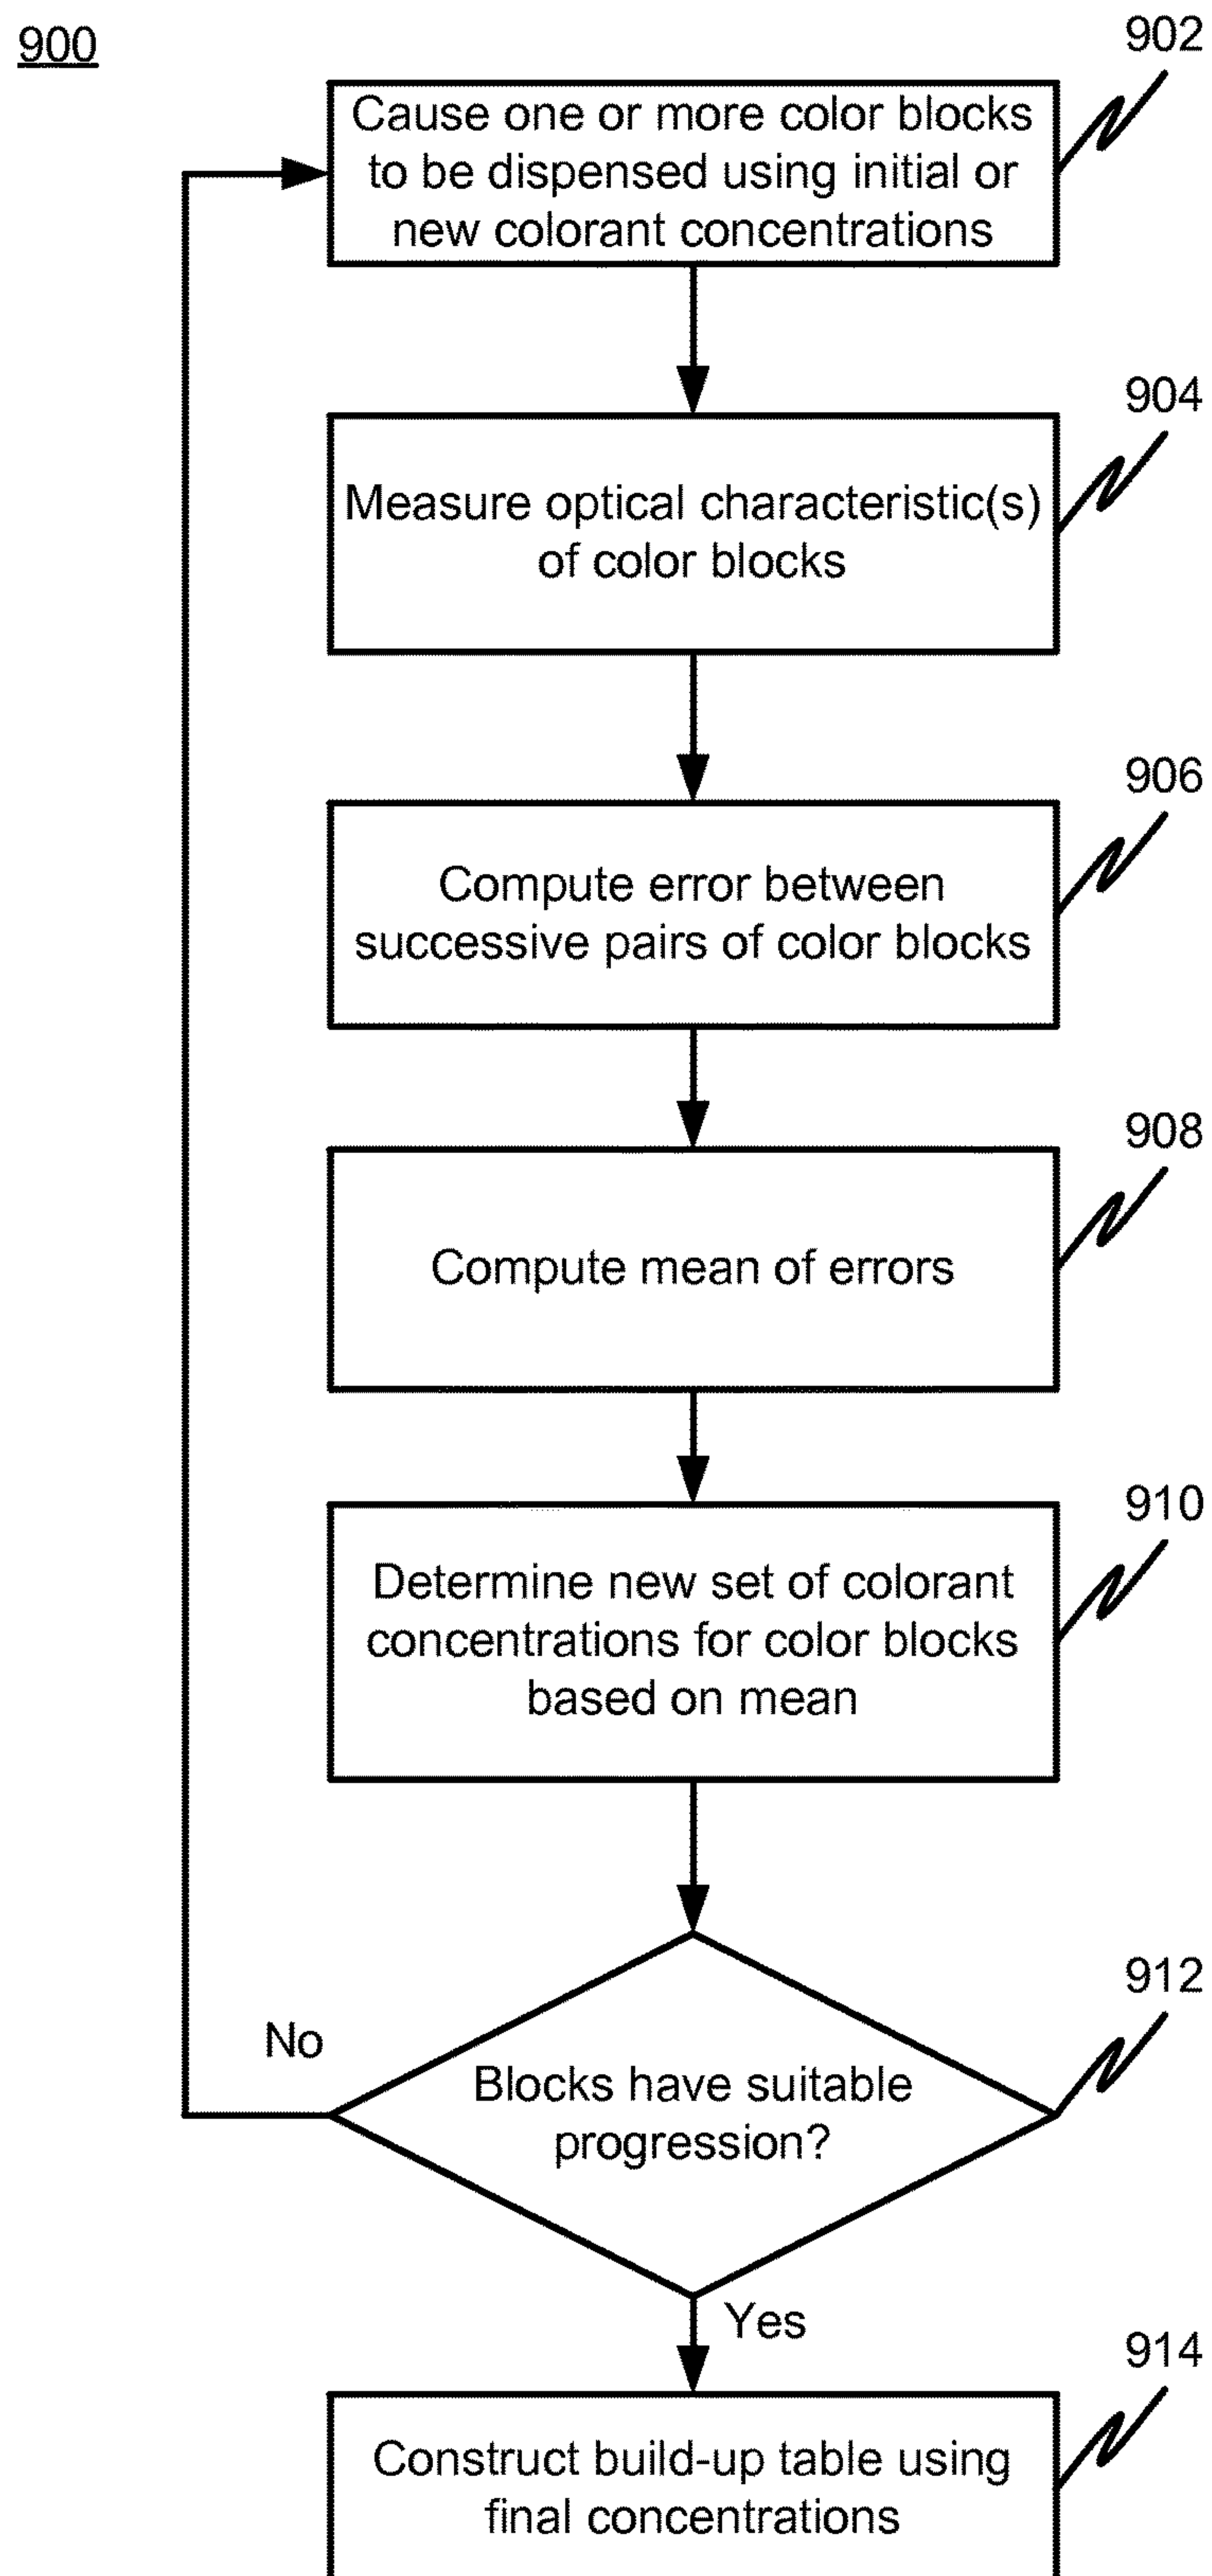 900
902
Cause one or more color blocks
to be dispensed using initial or
new colorant concentrations
904
Measure optical characteristic(s)
of color blocks
906
Compute error between
successive pairs of color blocks
908
Compute mean of errors
910
Determine new set of colorant
concentrations for color blocks
based on mean
912
No
Blocks have suitable
progression?
Yes
914
Construct build-up table using
final concentrations